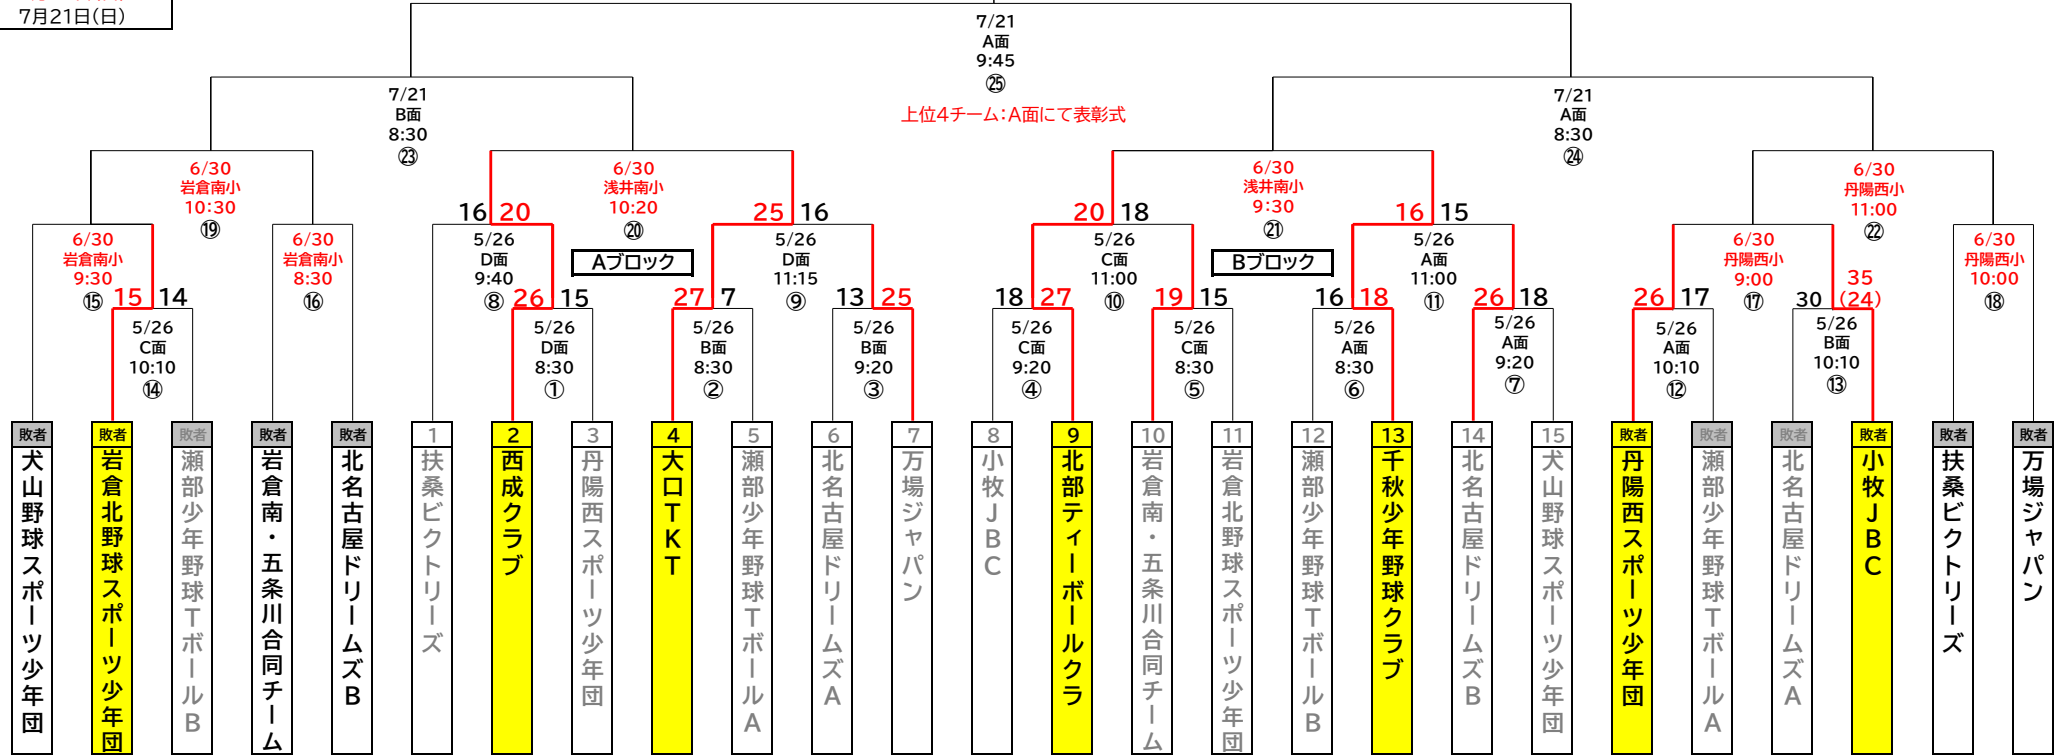 7月21日(日)
7/21
A面
9:45
㉕
上位4チーム:A面にて表彰式
7/21
B面
8:30
㉓
7/21
A面
8:30
㉔
6/30
岩倉南小
10:30
⑲
6/30
浅井南小
10:20
⑳
6/30
浅井南小
9:30
㉑
6/30
丹陽西小
11:00
㉒
16 20
25 16
20 18
16 15
6/30
岩倉南小
9:30
⑮
6/30
岩倉南小
8:30
⑯
5/26
D面
9:40
⑧
Aブロック
5/26
D面
11:15
⑨
5/26
C面
11:00
⑩
Bブロック
5/26
A面
11:00
⑪
6/30
丹陽西小
9:00
⑰
6/30
丹陽西小
10:00
⑱
15 14
26 15
27 7
13 25
18 27
19 15
16 18
26 18
26 17
30 35
(24)
5/26
C面
10:10
⑭
5/26
D面
8:30
①
5/26
B面
8:30
②
5/26
B面
9:20
③
5/26
C面
9:20
④
5/26
C面
8:30
⑤
5/26
A面
8:30
⑥
5/26
A面
9:20
⑦
5/26
A面
10:10
⑫
5/26
B面
10:10
⑬
敗者
犬山野球スポーツ少年団
敗者
岩倉北野球スポーツ少年団
敗者
瀬部少年野球TボールB
敗者
岩倉南・五条川合同チーム
敗者
北名古屋ドリームズB
1
扶桑ビクトリーズ
2
西成クラブ
3
丹陽西スポーツ少年団
4
大口TKT
5
瀬部少年野球TボールA
6
北名古屋ドリームズA
7
万場ジャパン
8
小牧JBC
9
北部ティーボールクラ
10
岩倉南・五条川合同チーム
11
岩倉北野球スポーツ少年団
12
瀬部少年野球TボールB
13
千秋少年野球クラブ
14
北名古屋ドリームズB
15
犬山野球スポーツ少年団
敗者
丹陽西スポーツ少年団
敗者
瀬部少年野球TボールA
敗者
北名古屋ドリームズA
敗者
小牧JBC
敗者
扶桑ビクトリーズ
敗者
万場ジャパン